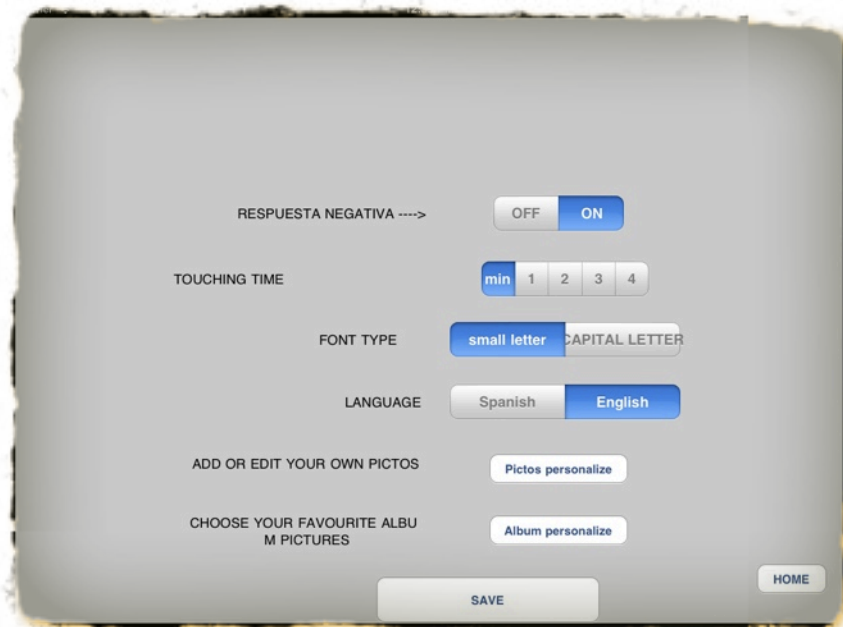 RESPUESTA NEGATIVA ---->
OFF ON
TOUCHING TIME
min 1 2 3 4
FONT TYPE
small letter CAPITAL LETTER
LANGUAGE
Spanish English
ADD OR EDIT YOUR OWN PICTOS
Pictos personalize
CHOOSE YOUR FAVOURITE ALBU
M PICTURES
Album personalize
HOME
SAVE